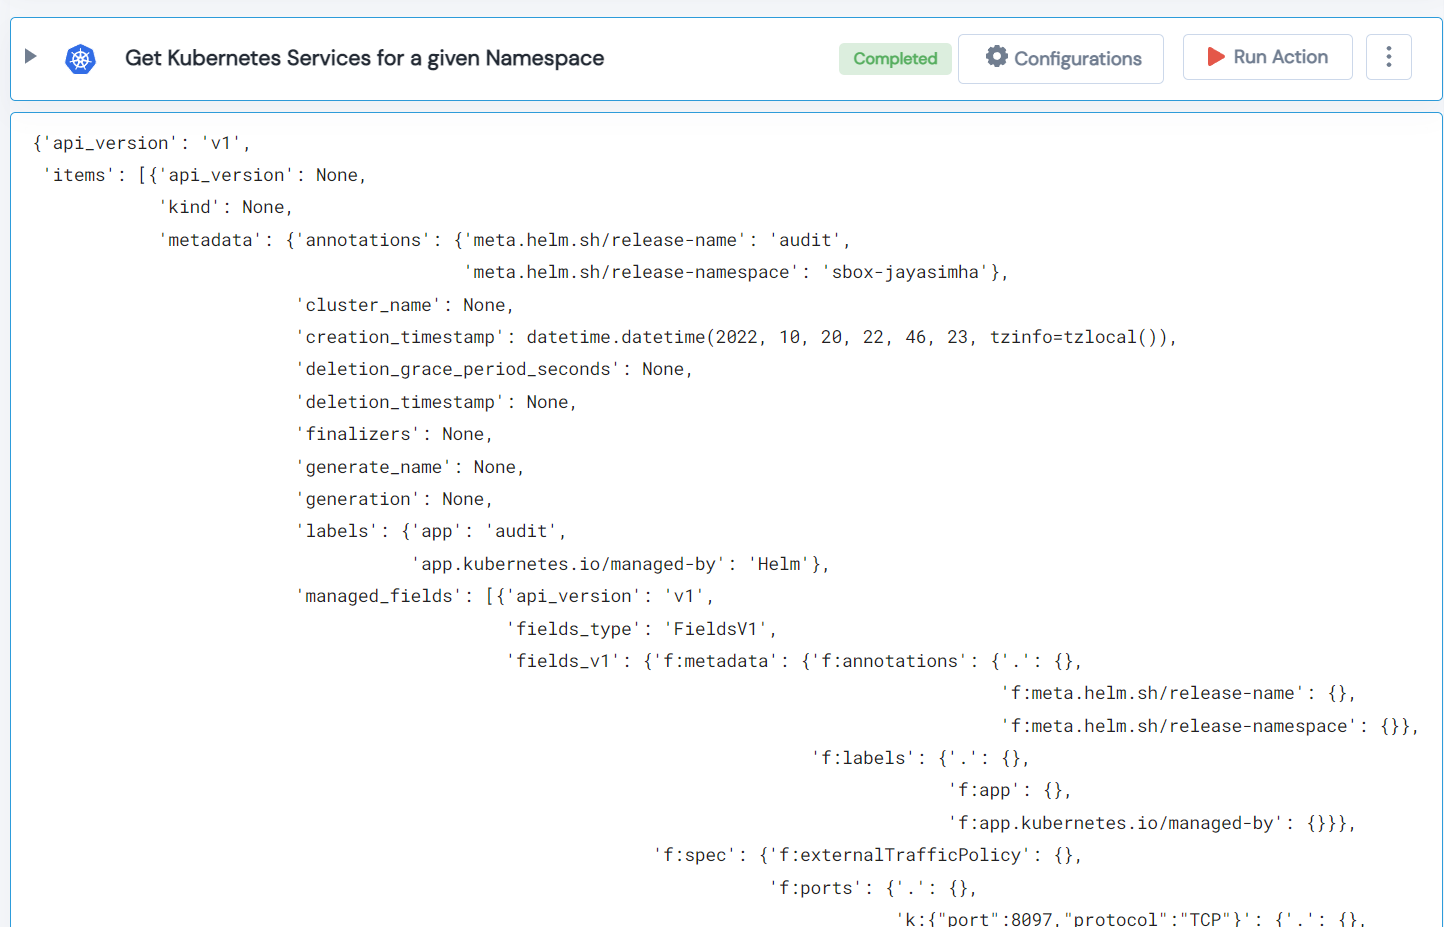 Get Kubernetes Services for a given Namespace Completed Configurations Run Action
{'api_version': 'v1',
'items': [{'api_version': None,
'kind': None,
'metadata': {'annotations': {'meta.helm.sh/release-name': 'audit',
'meta.helm.sh/release-namespace': 'sbox-jayasimha'},
'cluster_name': None,
'creation_timestamp': datetime.datetime(2022, 10, 20, 22, 46, 23, tzinfo=tzlocal()),
'deletion_grace_period_seconds': None,
'deletion_timestamp': None,
'finalizers': None,
'generate_name': None,
'generation': None,
'labels': {'app': 'audit',
'app.kubernetes.io/managed-by': 'Helm'},
'managed_fields': [{'api_version': 'v1',
'fields_type': 'FieldsV1',
'fields_v1': {'f:metadata': {'f:annotations': {'.': {},
'f:meta.helm.sh/release-name': {},
'f:meta.helm.sh/release-namespace': {}},
'f:labels': {'.': {},
'f:app': {},
'f:app.kubernetes.io/managed-by': {}}},
'f:spec': {'f:externalTrafficPolicy': {},
'f:ports': {'.': {},
'k:{"port":8097,"protocol":"TCP"}': {'.': {},